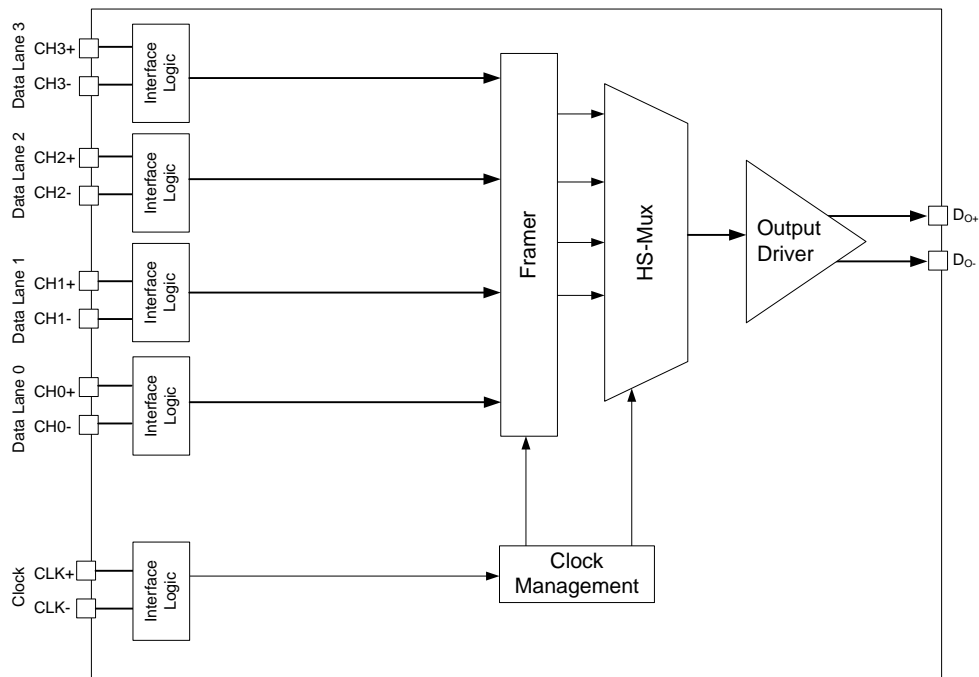 Data Lane 3
CH3+
CH3-
Interface
Logic
Data Lane 2
CH2+
CH2-
Interface
Logic
Data Lane 1
CH1+
CH1-
Interface
Logic
Data Lane 0
CH0+
CH0-
Interface
Logic
Clock
CLK+
CLK-
Interface
Logic
Framer
HS-Mux
Output
Driver
DO+
DO-
Clock
Management